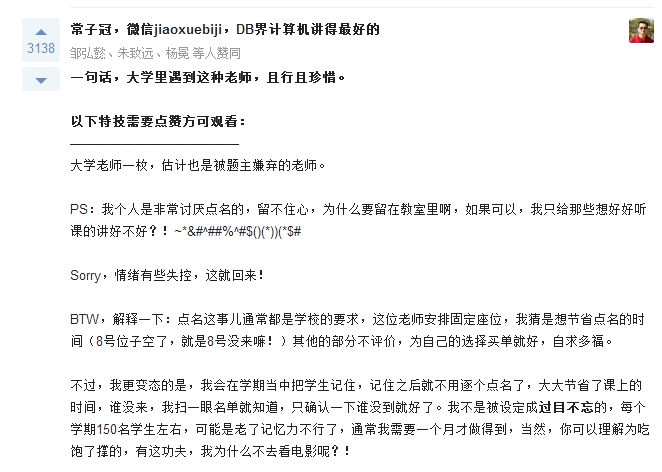 常子冠，微信jiaoxuebiji，DB界计算机讲得最好的
3138
邹弘懿、朱致远、杨冕 等人赞同
一句话，大学里遇到这种老师，且行且珍惜。
以下特技需要点赞方可观看：
——————————————
大学老师一枚，估计也是被题主嫌弃的老师。
PS：我个人是非常讨厌点名的，留不住心，为什么要留在教室里啊，如果可以，我只给那些想好好听
课的讲好不好？！~*&#^##%^#$()(*))(*$#
Sorry，情绪有些失控，这就回来！
BTW，解释一下：点名这事儿通常都是学校的要求，这位老师安排固定座位，我猜是想节省点名的时
间（8号位子空了，就是8号没来嘛！）其他的部分不评价，为自己的选择买单就好，自求多福。
不过，我更变态的是，我会在学期当中把学生记住，记住之后就不用逐个点名了，大大节省了课上的
时间，谁没来，我扫一眼名单就知道，只确认一下谁没到就好了。我不是被设定成过目不忘的，每个
学期150名学生左右，可能是老了记忆力不行了，通常我需要一个月才做得到，当然，你可以理解为吃
饱了撑的，有这功夫，我为什么不去看电影呢？！